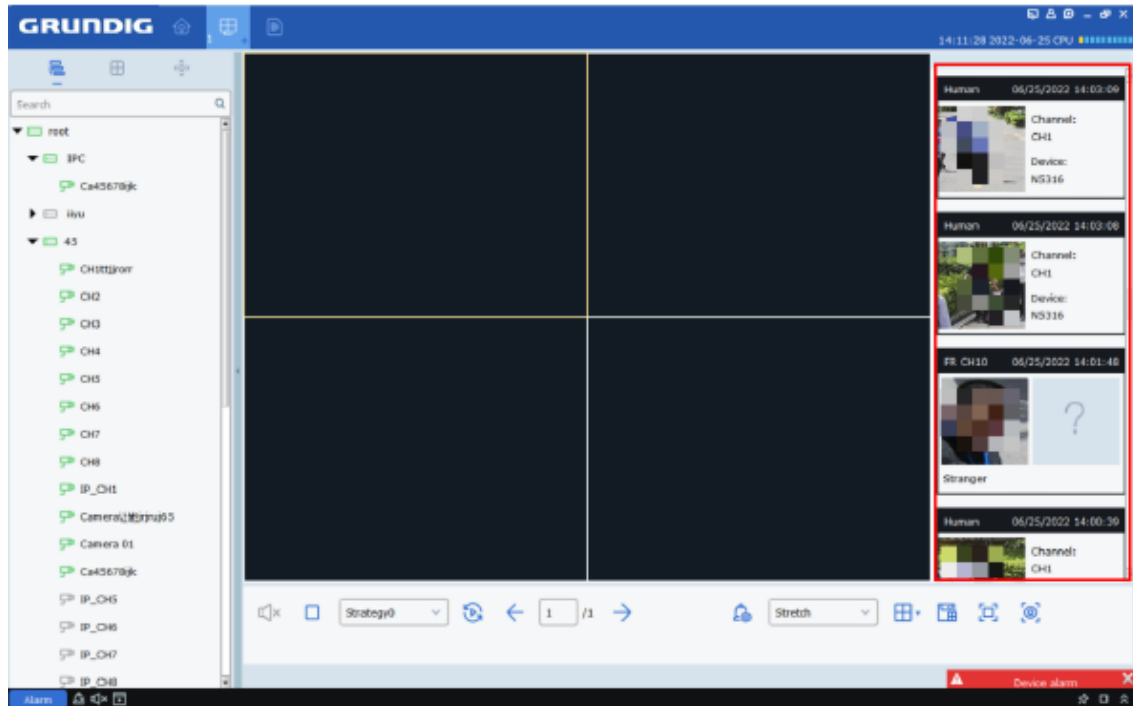 GRUNDIG
1
14:11:28 2022-06-25 CPU
Search
root
IPC
Ca45678ijk
iiyu
45
CH2
CH3
CH4
CH5
CH6
CH7
CH8
IP_CH1
Camera 01
Ca45678ijk
IP_CH5
IP_CH6
IP_CH7
IP_CH8
Human 06/25/2022 14:03:09
Channel:
CH1
Device:
NS316
Human 06/25/2022 14:03:08
Channel:
CH1
Device:
NS316
FR CH10 06/25/2022 14:01:48
?
Stranger
Human 06/25/2022 14:00:39
Channel:
CH1
Strategy0
1 /1
Stretch
Device alarm
Alarm